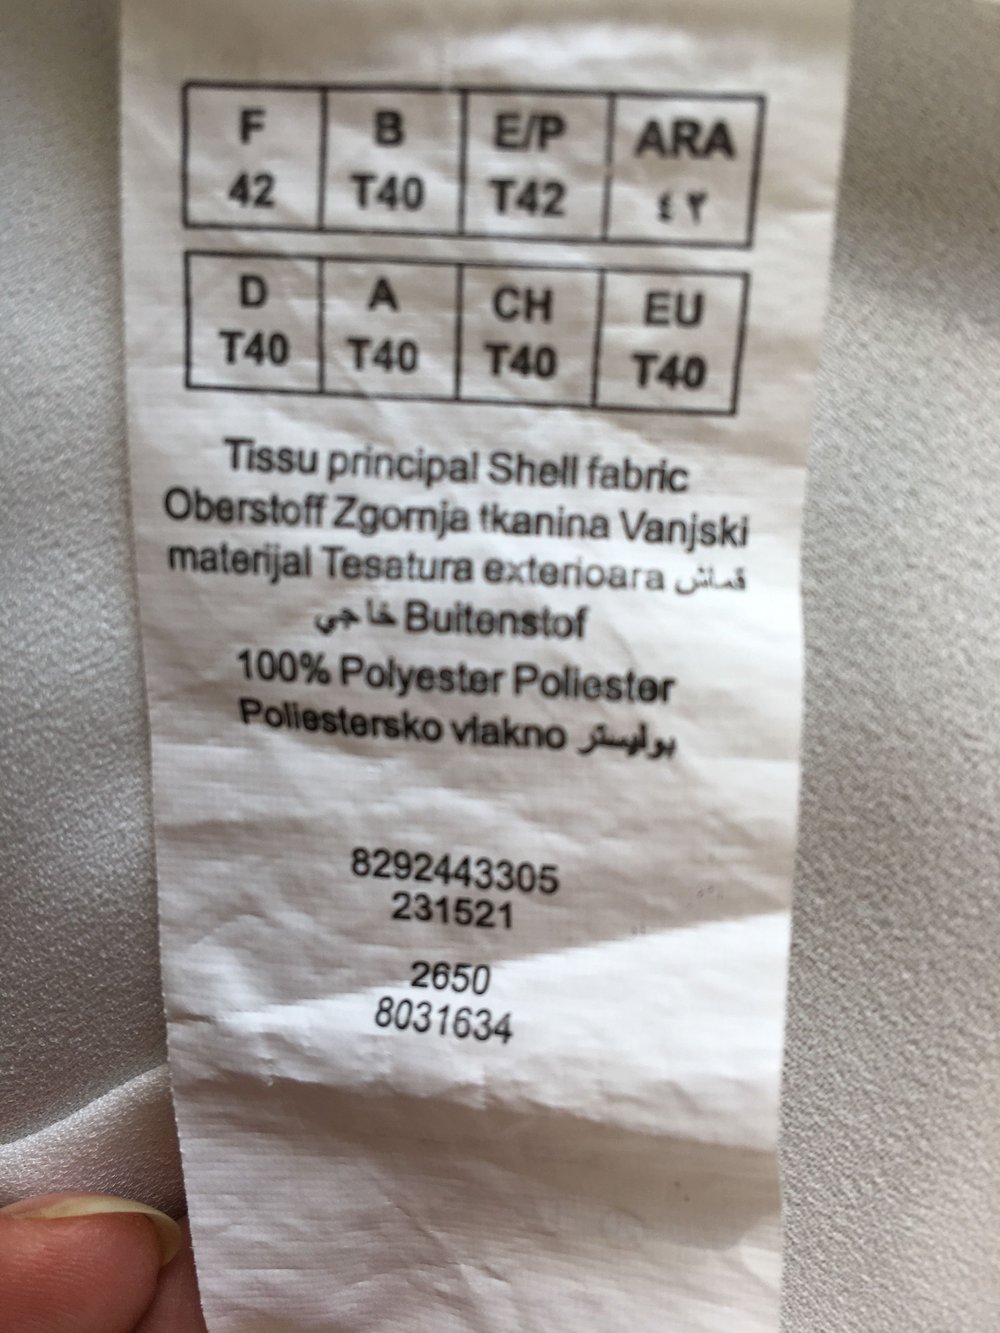 F B E/P ARA
42 T40 T42 ٤٢
D A CH EU
T40 T40 T40 T40
Tissu principal Shell fabric
Oberstoff Zgornja tkanina Vanjski
materijal Tesatura exterioara قماش
خاجي Buitenstof
100% Polyester Poliester
Poliestersko vlakno بوليستر
8292443305
231521
2650
8031634